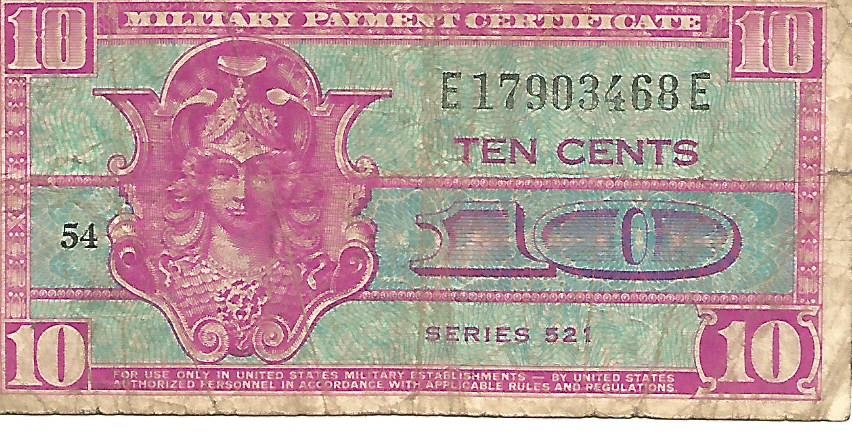 10 MILITARY PAYMENT CERTIFICATE 10
E17903468E
TEN CENTS
54 10
SERIES 521
10 10
FOR USE ONLY IN UNITED STATES MILITARY ESTABLISHMENTS — BY UNITED STATES
AUTHORIZED PERSONNEL IN ACCORDANCE WITH APPLICABLE RULES AND REGULATIONS.